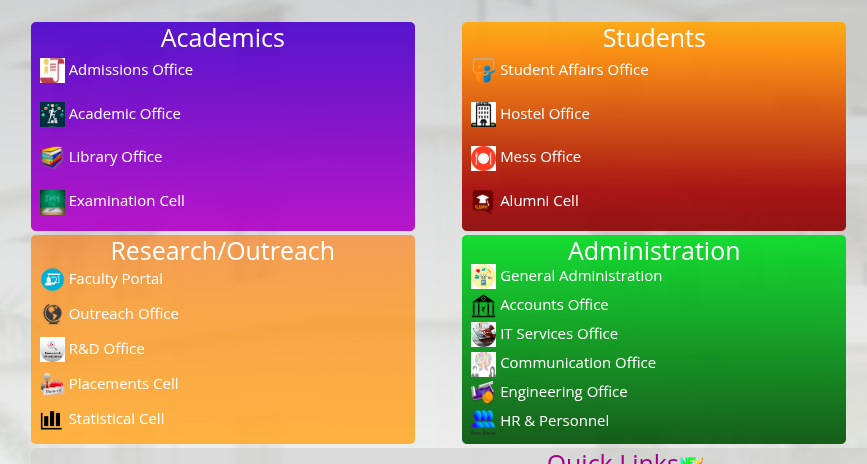 Academics
Admissions Office
Academic Office
Library Office
Examination Cell
Students
Student Affairs Office
Hostel Office
Mess Office
Alumni Cell
Research/Outreach
Faculty Portal
Outreach Office
R&D Office
Placements Cell
Statistical Cell
Administration
General Administration
Accounts Office
IT Services Office
Communication Office
Engineering Office
HR & Personnel
Quick Links